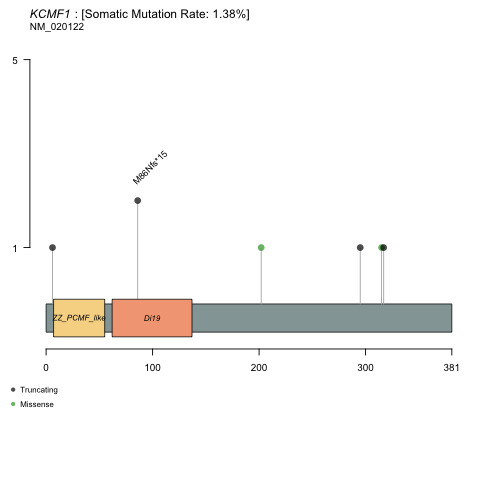 KCMF1 : [Somatic Mutation Rate: 1.38%]
NM_020122
5
M86Nfs*15
1
ZZ_PCMF_like
Di19
0 100 200 300 381
Truncating
Missense